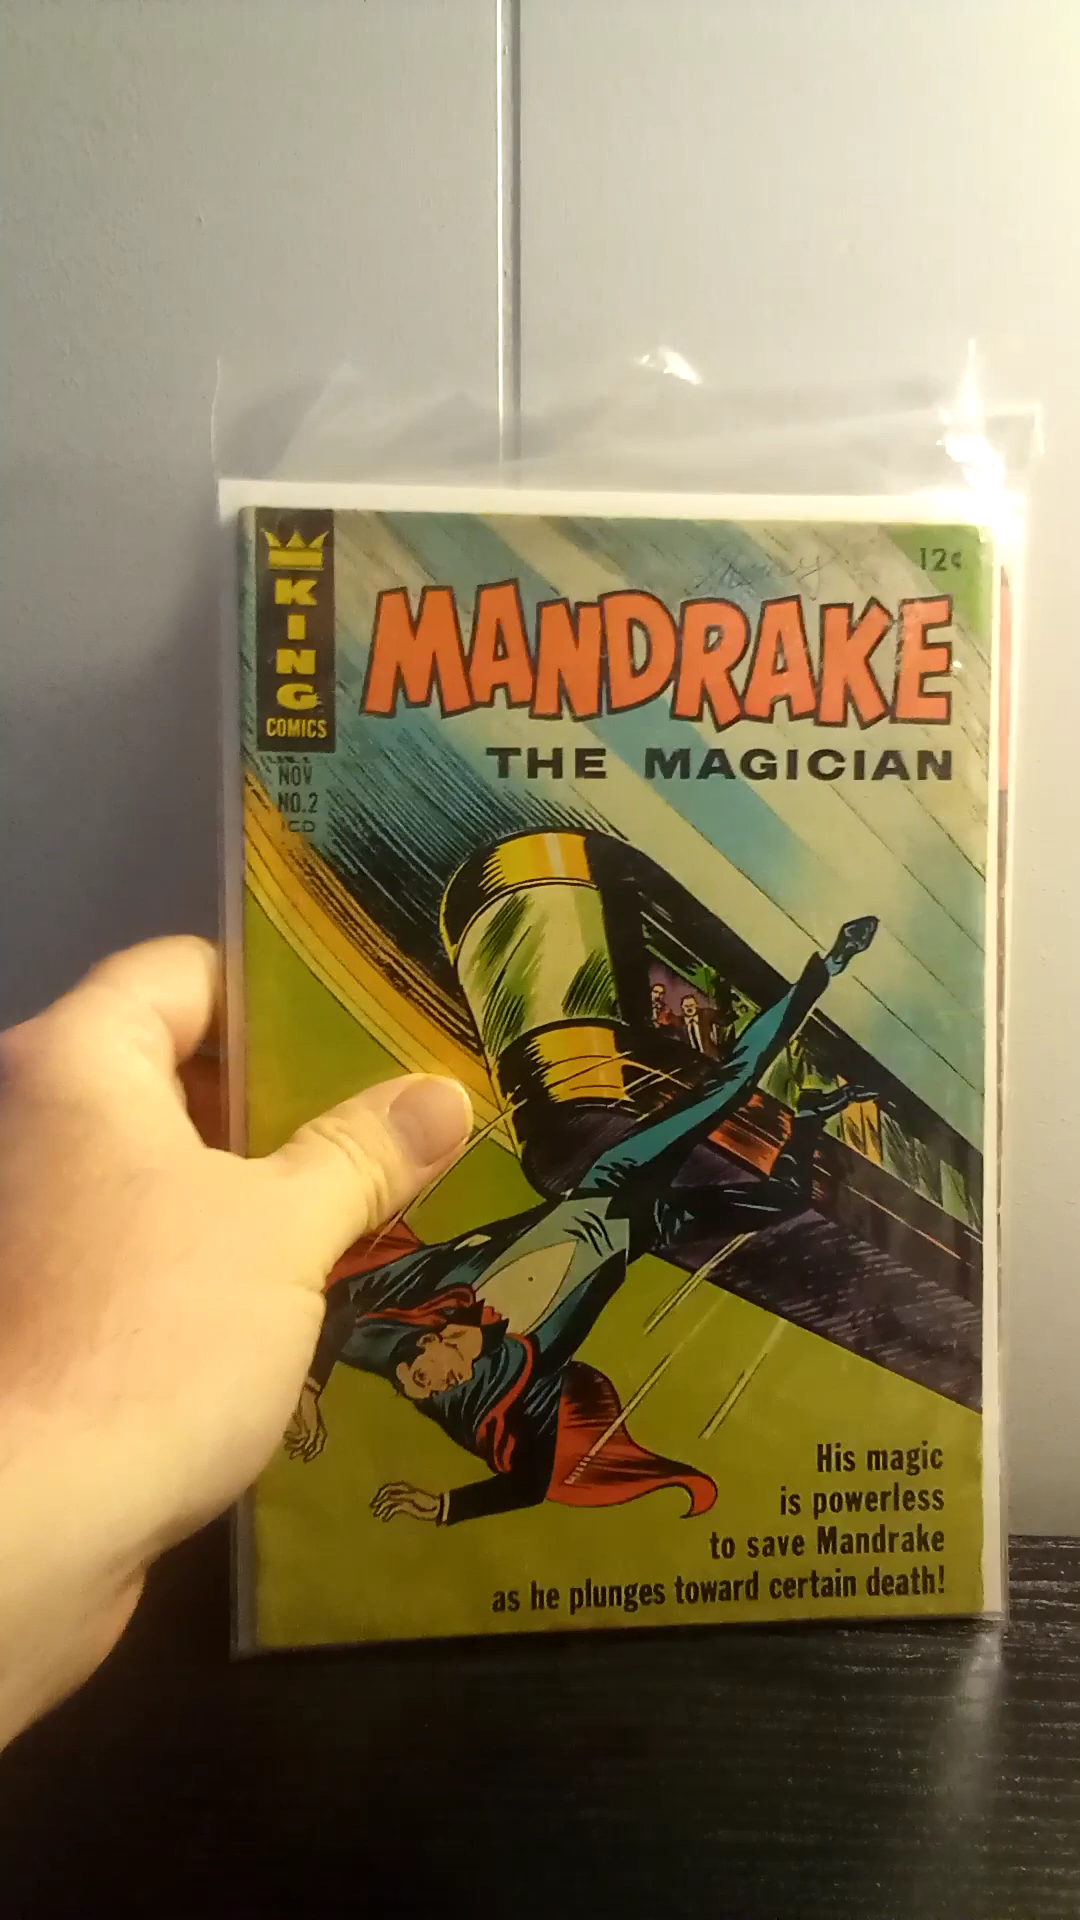 KING
COMICS
NOV
NO.2
12¢
MANDRAKE
THE MAGICIAN
His magic
is powerless
to save Mandrake
as he plunges toward certain death!